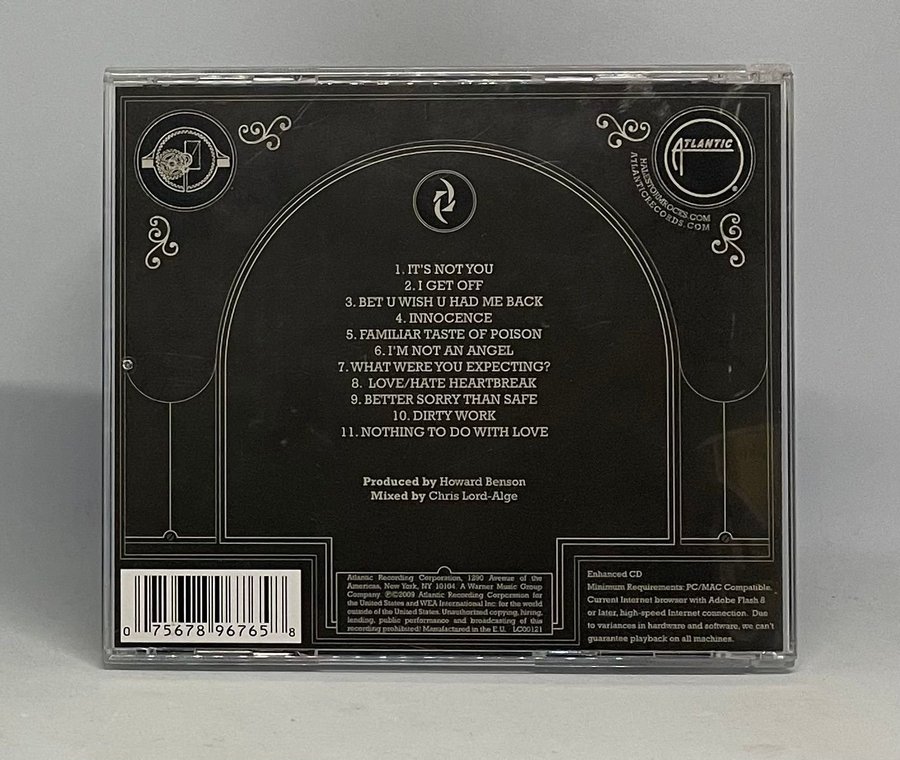 ATLANTIC
HALESTORMROCKS.COM
ATLANTICRECORDS.COM
1. IT'S NOT YOU
2. I GET OFF
3. BET U WISH U HAD ME BACK
4. INNOCENCE
5. FAMILIAR TASTE OF POISON
6. I'M NOT AN ANGEL
7. WHAT WERE YOU EXPECTING?
8. LOVE/HATE HEARTBREAK
9. BETTER SORRY THAN SAFE
10. DIRTY WORK
11. NOTHING TO DO WITH LOVE
Produced by Howard Benson
Mixed by Chris Lord-Alge
Atlantic Recording Corporation, 1290 Avenue of the
Americas, New York, NY 10104. A Warner Music Group
Company. ℗©2009 Atlantic Recording Corporation for
the United States and WEA International Inc. for the world
outside of the United States. Unauthorized copying, hiring,
lending, public performance and broadcasting of this
recording prohibited! Manufactured in the E.U. LC00121
Enhanced CD
Minimum Requirements: PC/MAC Compatible.
Current Internet browser with Adobe Flash 8
or later, high-speed Internet connection. Due
to variances in hardware and software, we can't
guarantee playback on all machines.
0 75678 96765 8